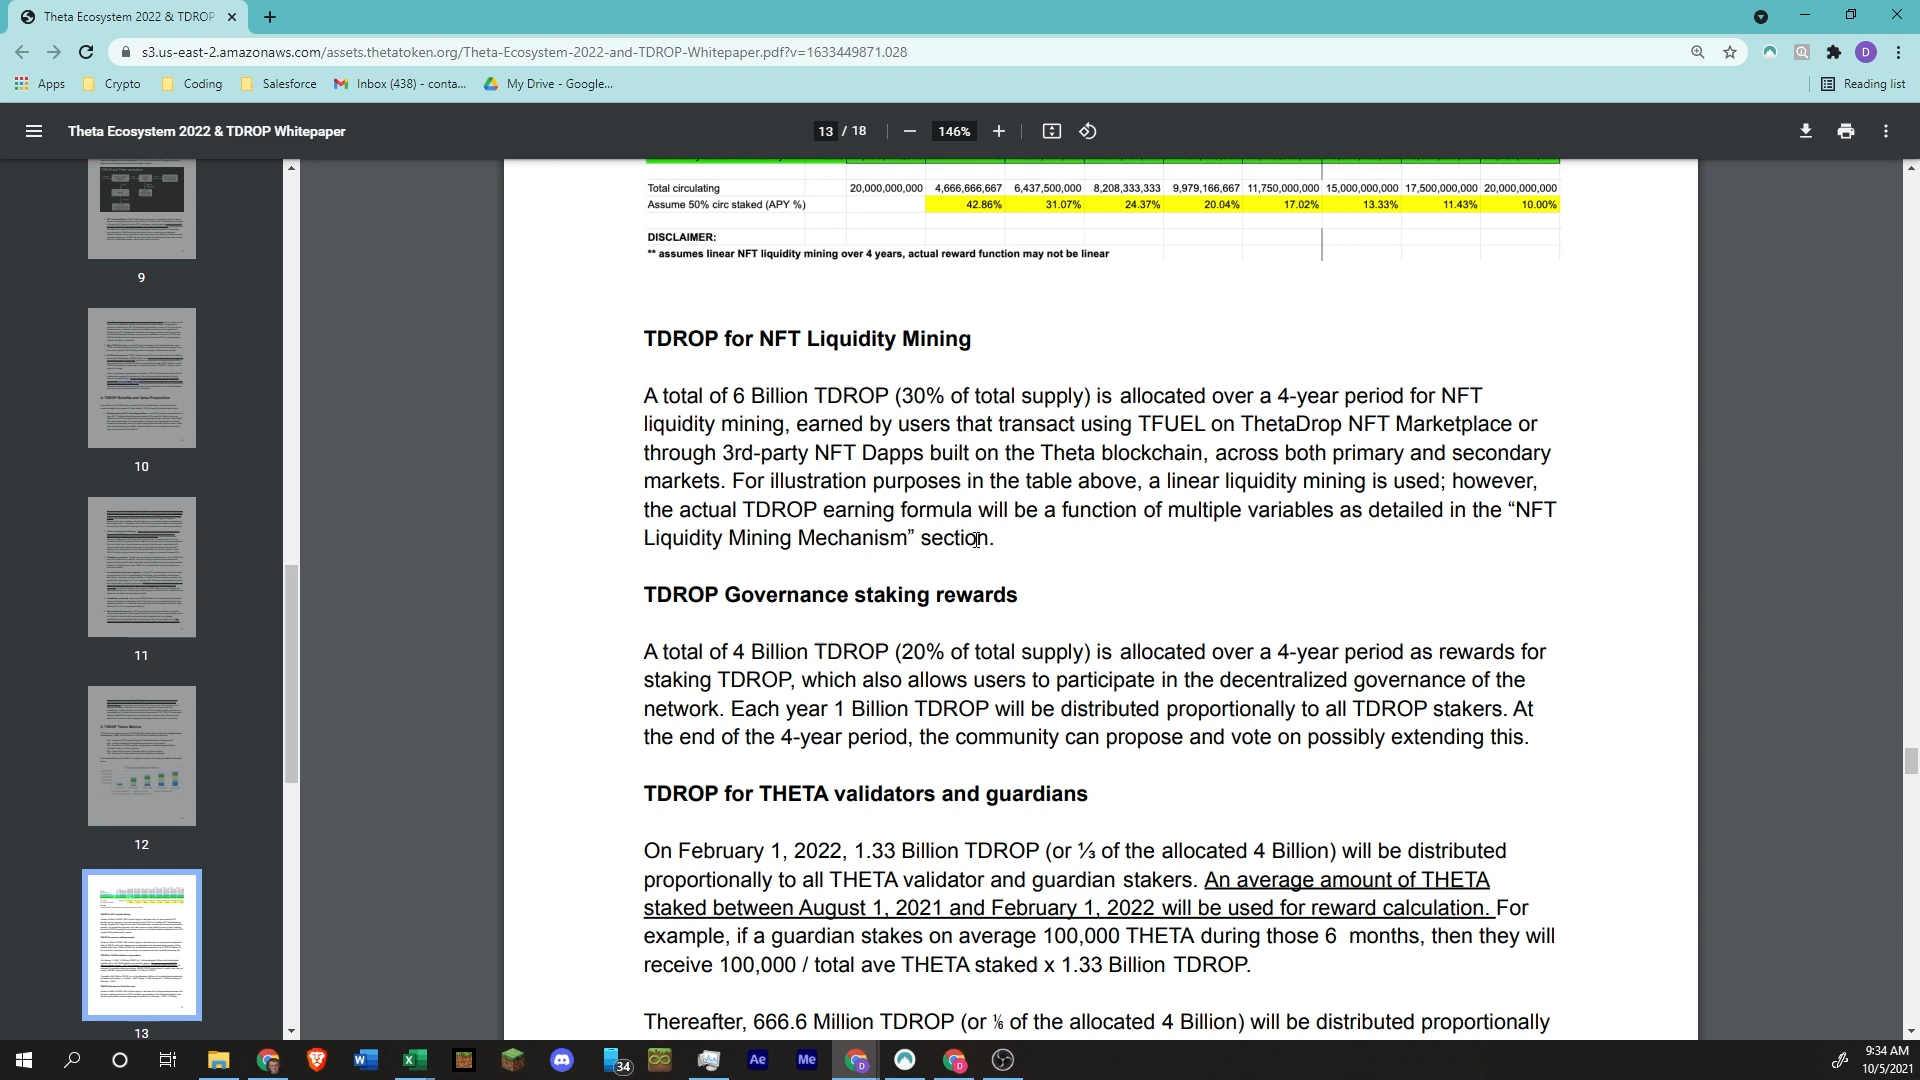 Theta Ecosystem 2022 & TDROP
s3.us-east-2.amazonaws.com/assets.thetatoken.org/Theta-Ecosystem-2022-and-TDROP-Whitepaper.pdf?v=1633449871.028
D
Apps Crypto Coding Salesforce Inbox (438) - conta... My Drive - Google... Reading list
Theta Ecosystem 2022 & TDROP Whitepaper 13 / 18 146%
Total circulating 20,000,000,000 4,666,666,667 6,437,500,000 8,208,333,333 9,979,166,667 11,750,000,000 15,000,000,000 17,500,000,000 20,000,000,000
Assume 50% circ staked (APY %) 42.86% 31.07% 24.37% 20.04% 17.02% 13.33% 11.43% 10.00%
DISCLAIMER:
** assumes linear NFT liquidity mining over 4 years, actual reward function may not be linear
TDROP for NFT Liquidity Mining
A total of 6 Billion TDROP (30% of total supply) is allocated over a 4-year period for NFT
liquidity mining, earned by users that transact using TFUEL on ThetaDrop NFT Marketplace or
through 3rd-party NFT Dapps built on the Theta blockchain, across both primary and secondary
markets. For illustration purposes in the table above, a linear liquidity mining is used; however,
the actual TDROP earning formula will be a function of multiple variables as detailed in the “NFT
Liquidity Mining Mechanism” section.
TDROP Governance staking rewards
A total of 4 Billion TDROP (20% of total supply) is allocated over a 4-year period as rewards for
staking TDROP, which also allows users to participate in the decentralized governance of the
network. Each year 1 Billion TDROP will be distributed proportionally to all TDROP stakers. At
the end of the 4-year period, the community can propose and vote on possibly extending this.
TDROP for THETA validators and guardians
On February 1, 2022, 1.33 Billion TDROP (or ⅓ of the allocated 4 Billion) will be distributed
proportionally to all THETA validator and guardian stakers. An average amount of THETA
staked between August 1, 2021 and February 1, 2022 will be used for reward calculation. For
example, if a guardian stakes on average 100,000 THETA during those 6 months, then they will
receive 100,000 / total ave THETA staked x 1.33 Billion TDROP.
Thereafter, 666.6 Million TDROP (or ⅙ of the allocated 4 Billion) will be distributed proportionally
9
10
11
12
13
34
Ae
Me
D
D
9:34 AM
10/5/2021